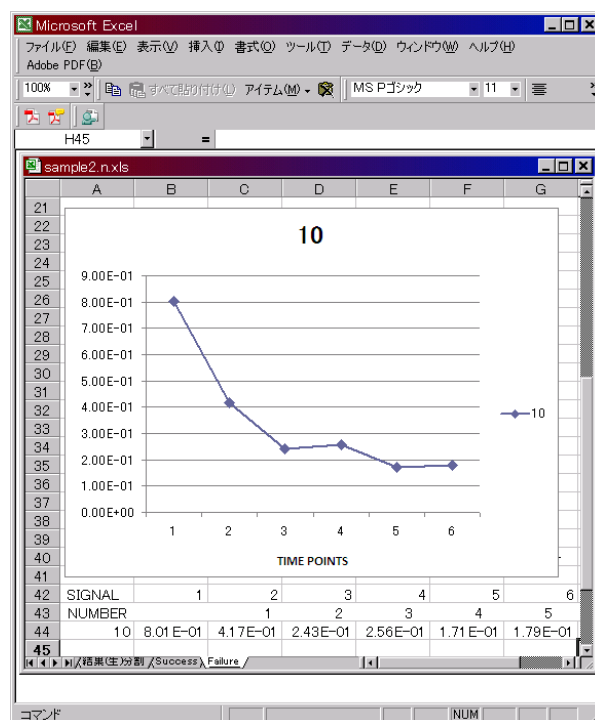 Microsoft Excel
ファイル(F) 編集(E) 表示(V) 挿入(I) 書式(O) ツール(T) データ(D) ウィンドウ(W) ヘルプ(H)
Adobe PDF(B)
100% すべて貼り付け(L) アイテム(M) MS Pゴシック 11
H45 =
sample2.n.xls
A B C D E F G
21
22
23
24
25
26
27
28
29
30
31
32
33
34
35
36
37
38
39
40
41
10
9.00E-01
8.00E-01
7.00E-01
6.00E-01
5.00E-01
4.00E-01
3.00E-01
2.00E-01
1.00E-01
0.00E+00
1 2 3 4 5 6
TIME POINTS
10
42 SIGNAL 1 2 3 4 5 6
43 NUMBER 1 2 3 4 5
44 10 8.01E-01 4.17E-01 2.43E-01 2.56E-01 1.71E-01 1.79E-01
45
結果(生)分割 Success Failure
コマンド NUM